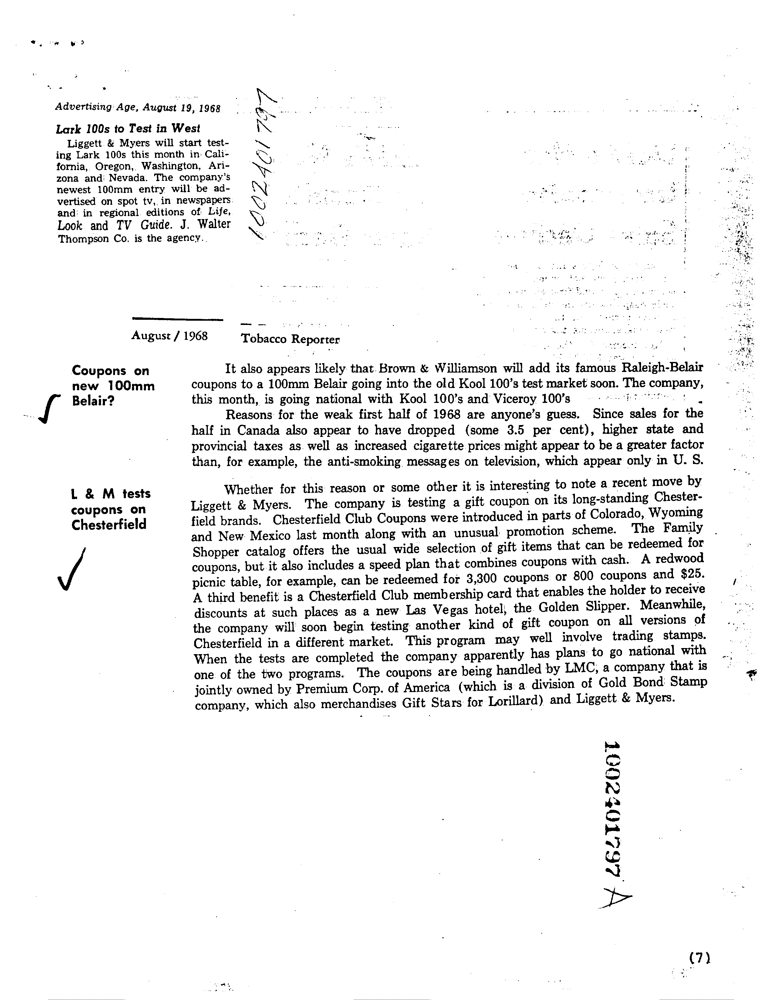 Advertising Age, August 19, 1968
Lark 100s to Test in West
Liggett & Myers will start test-
ing Lark 100s this month in Cali-
fornia, Oregon, Washington, Ari-
zona and Nevada. The company's
newest 100mm entry will be ad-
vertised on spot tv, in newspapers
and in regional editions of Life,
Look and TV Guide. J. Walter
Thompson Co. is the agency.
1002401797
August / 1968 Tobacco Reporter
Coupons on
new 100mm
Belair?
It also appears likely that Brown & Williamson will add its famous Raleigh-Belair
coupons to a 100mm Belair going into the old Kool 100's test market soon. The company,
this month, is going national with Kool 100's and Viceroy 100's
Reasons for the weak first half of 1968 are anyone's guess. Since sales for the
half in Canada also appear to have dropped (some 3.5 per cent), higher state and
provincial taxes as well as increased cigarette prices might appear to be a greater factor
than, for example, the anti-smoking messages on television, which appear only in U. S.
L & M tests
coupons on
Chesterfield
Whether for this reason or some other it is interesting to note a recent move by
Liggett & Myers. The company is testing a gift coupon on its long-standing Chester-
field brands. Chesterfield Club Coupons were introduced in parts of Colorado, Wyoming
and New Mexico last month along with an unusual promotion scheme. The Family
Shopper catalog offers the usual wide selection of gift items that can be redeemed for
coupons, but it also includes a speed plan that combines coupons with cash. A redwood
picnic table, for example, can be redeemed for 3,300 coupons or 800 coupons and $25.
A third benefit is a Chesterfield Club membership card that enables the holder to receive
discounts at such places as a new Las Vegas hotel, the Golden Slipper. Meanwhile,
the company will soon begin testing another kind of gift coupon on all versions of
Chesterfield in a different market. This program may well involve trading stamps.
When the tests are completed the company apparently has plans to go national with
one of the two programs. The coupons are being handled by LMC, a company that is
jointly owned by Premium Corp. of America (which is a division of Gold Bond Stamp
company, which also merchandises Gift Stars for Lorillard) and Liggett & Myers.
1002401797 A
(7)